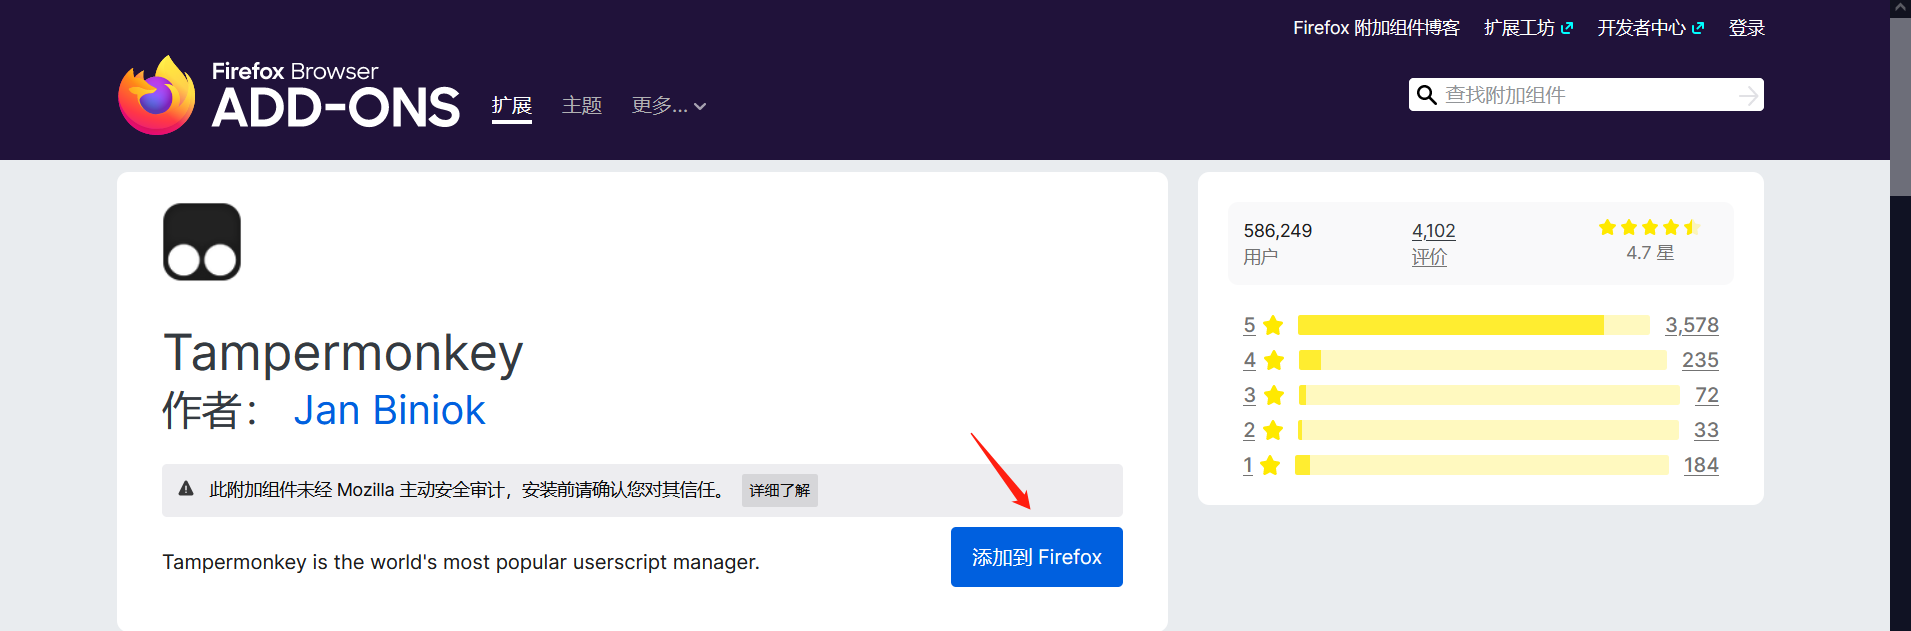 Firefox 附加组件博客 扩展工坊 开发者中心 登录
Firefox Browser
ADD-ONS
扩展 主题 更多...
查找附加组件
Tampermonkey
作者： Jan Biniok
此附加组件未经 Mozilla 主动安全审计，安装前请确认您对其信任。 详细了解
Tampermonkey is the world's most popular userscript manager.
添加到 Firefox
586,249
用户
4,102
评价
4.7 星
5 3,578
4 235
3 72
2 33
1 184